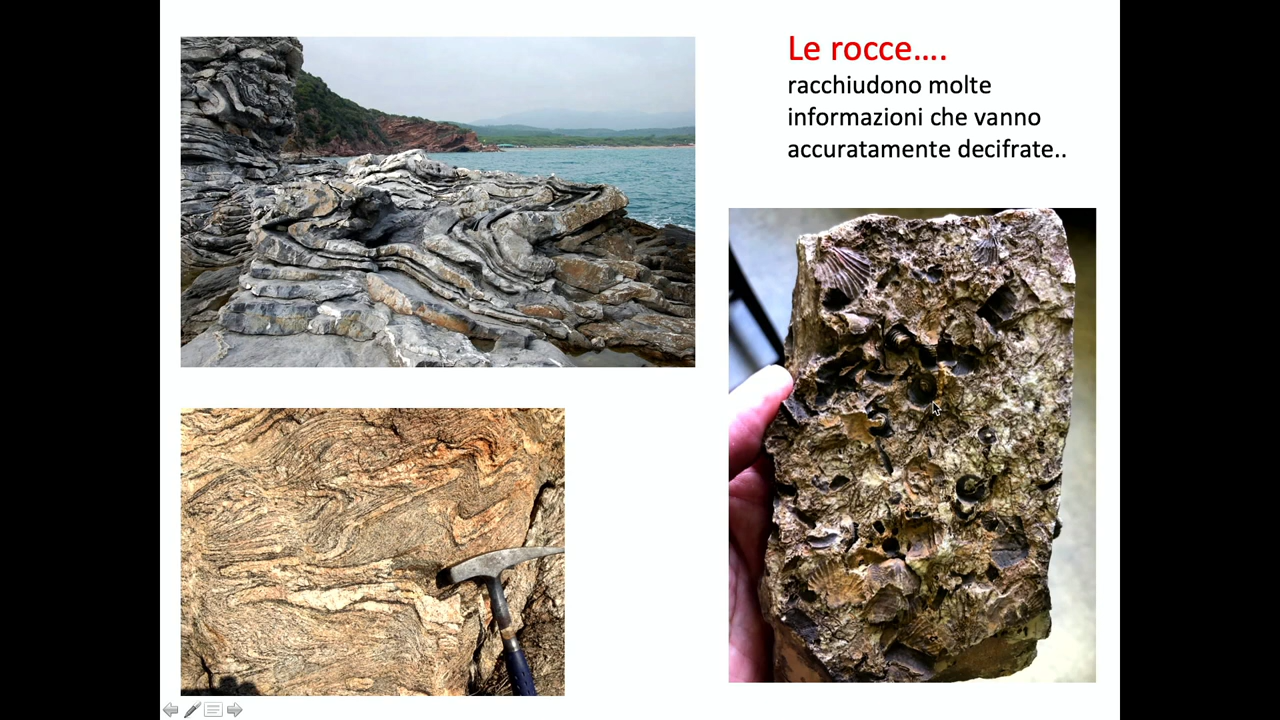 Le rocce....
racchiudono molte
informazioni che vanno
accuratamente decifrate..